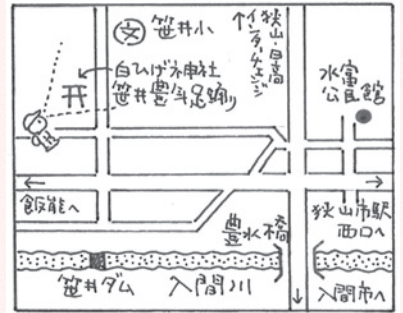 ㊛ 笹井小
白ひげ神社
笹井豊年足踊り
↑狭山・日高
インターチェンジ
水富
公民館
←
飯能へ
豊水橋
→
狭山市駅
西口へ
笹井ダム
入間川
↓
入間市へ